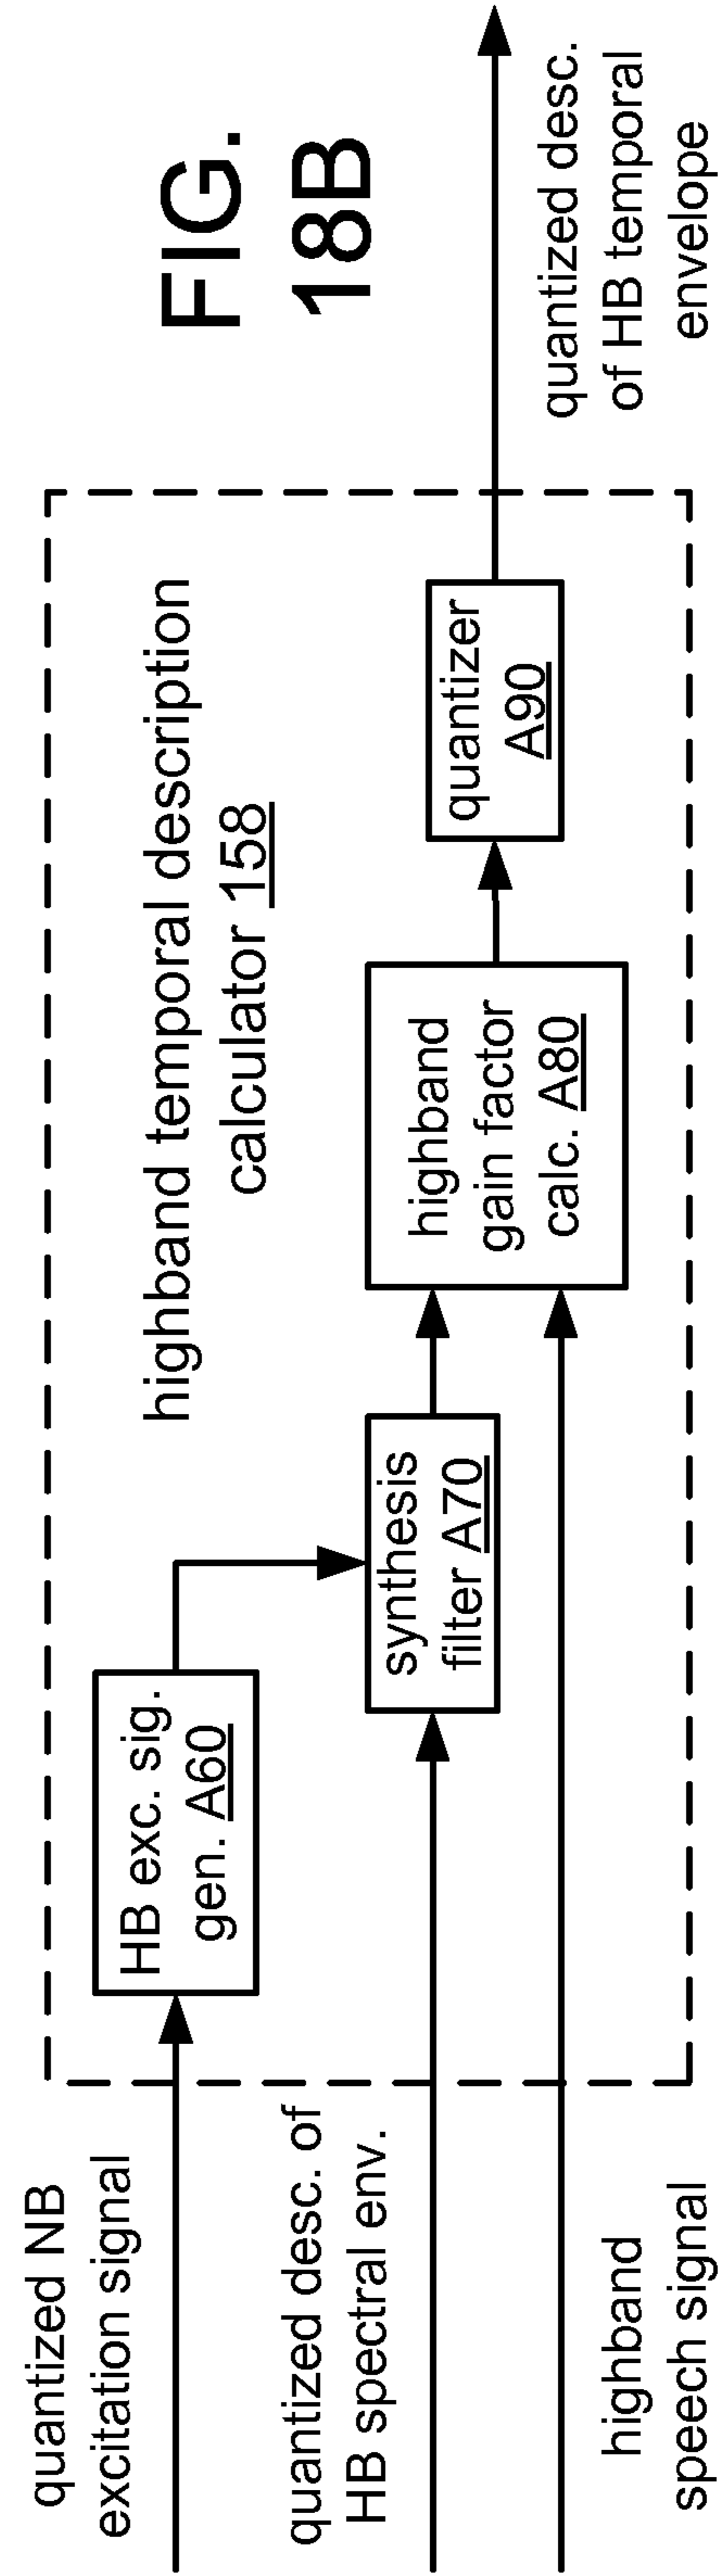 FIG.
18B
highband temporal description
calculator 158
quantized NB
excitation signal
HB exc. sig.
gen. A60
quantized desc. of
HB spectral env.
synthesis
filter A70
highband
speech signal
highband
gain factor
calc. A80
quantizer
A90
quantized desc.
of HB temporal
envelope